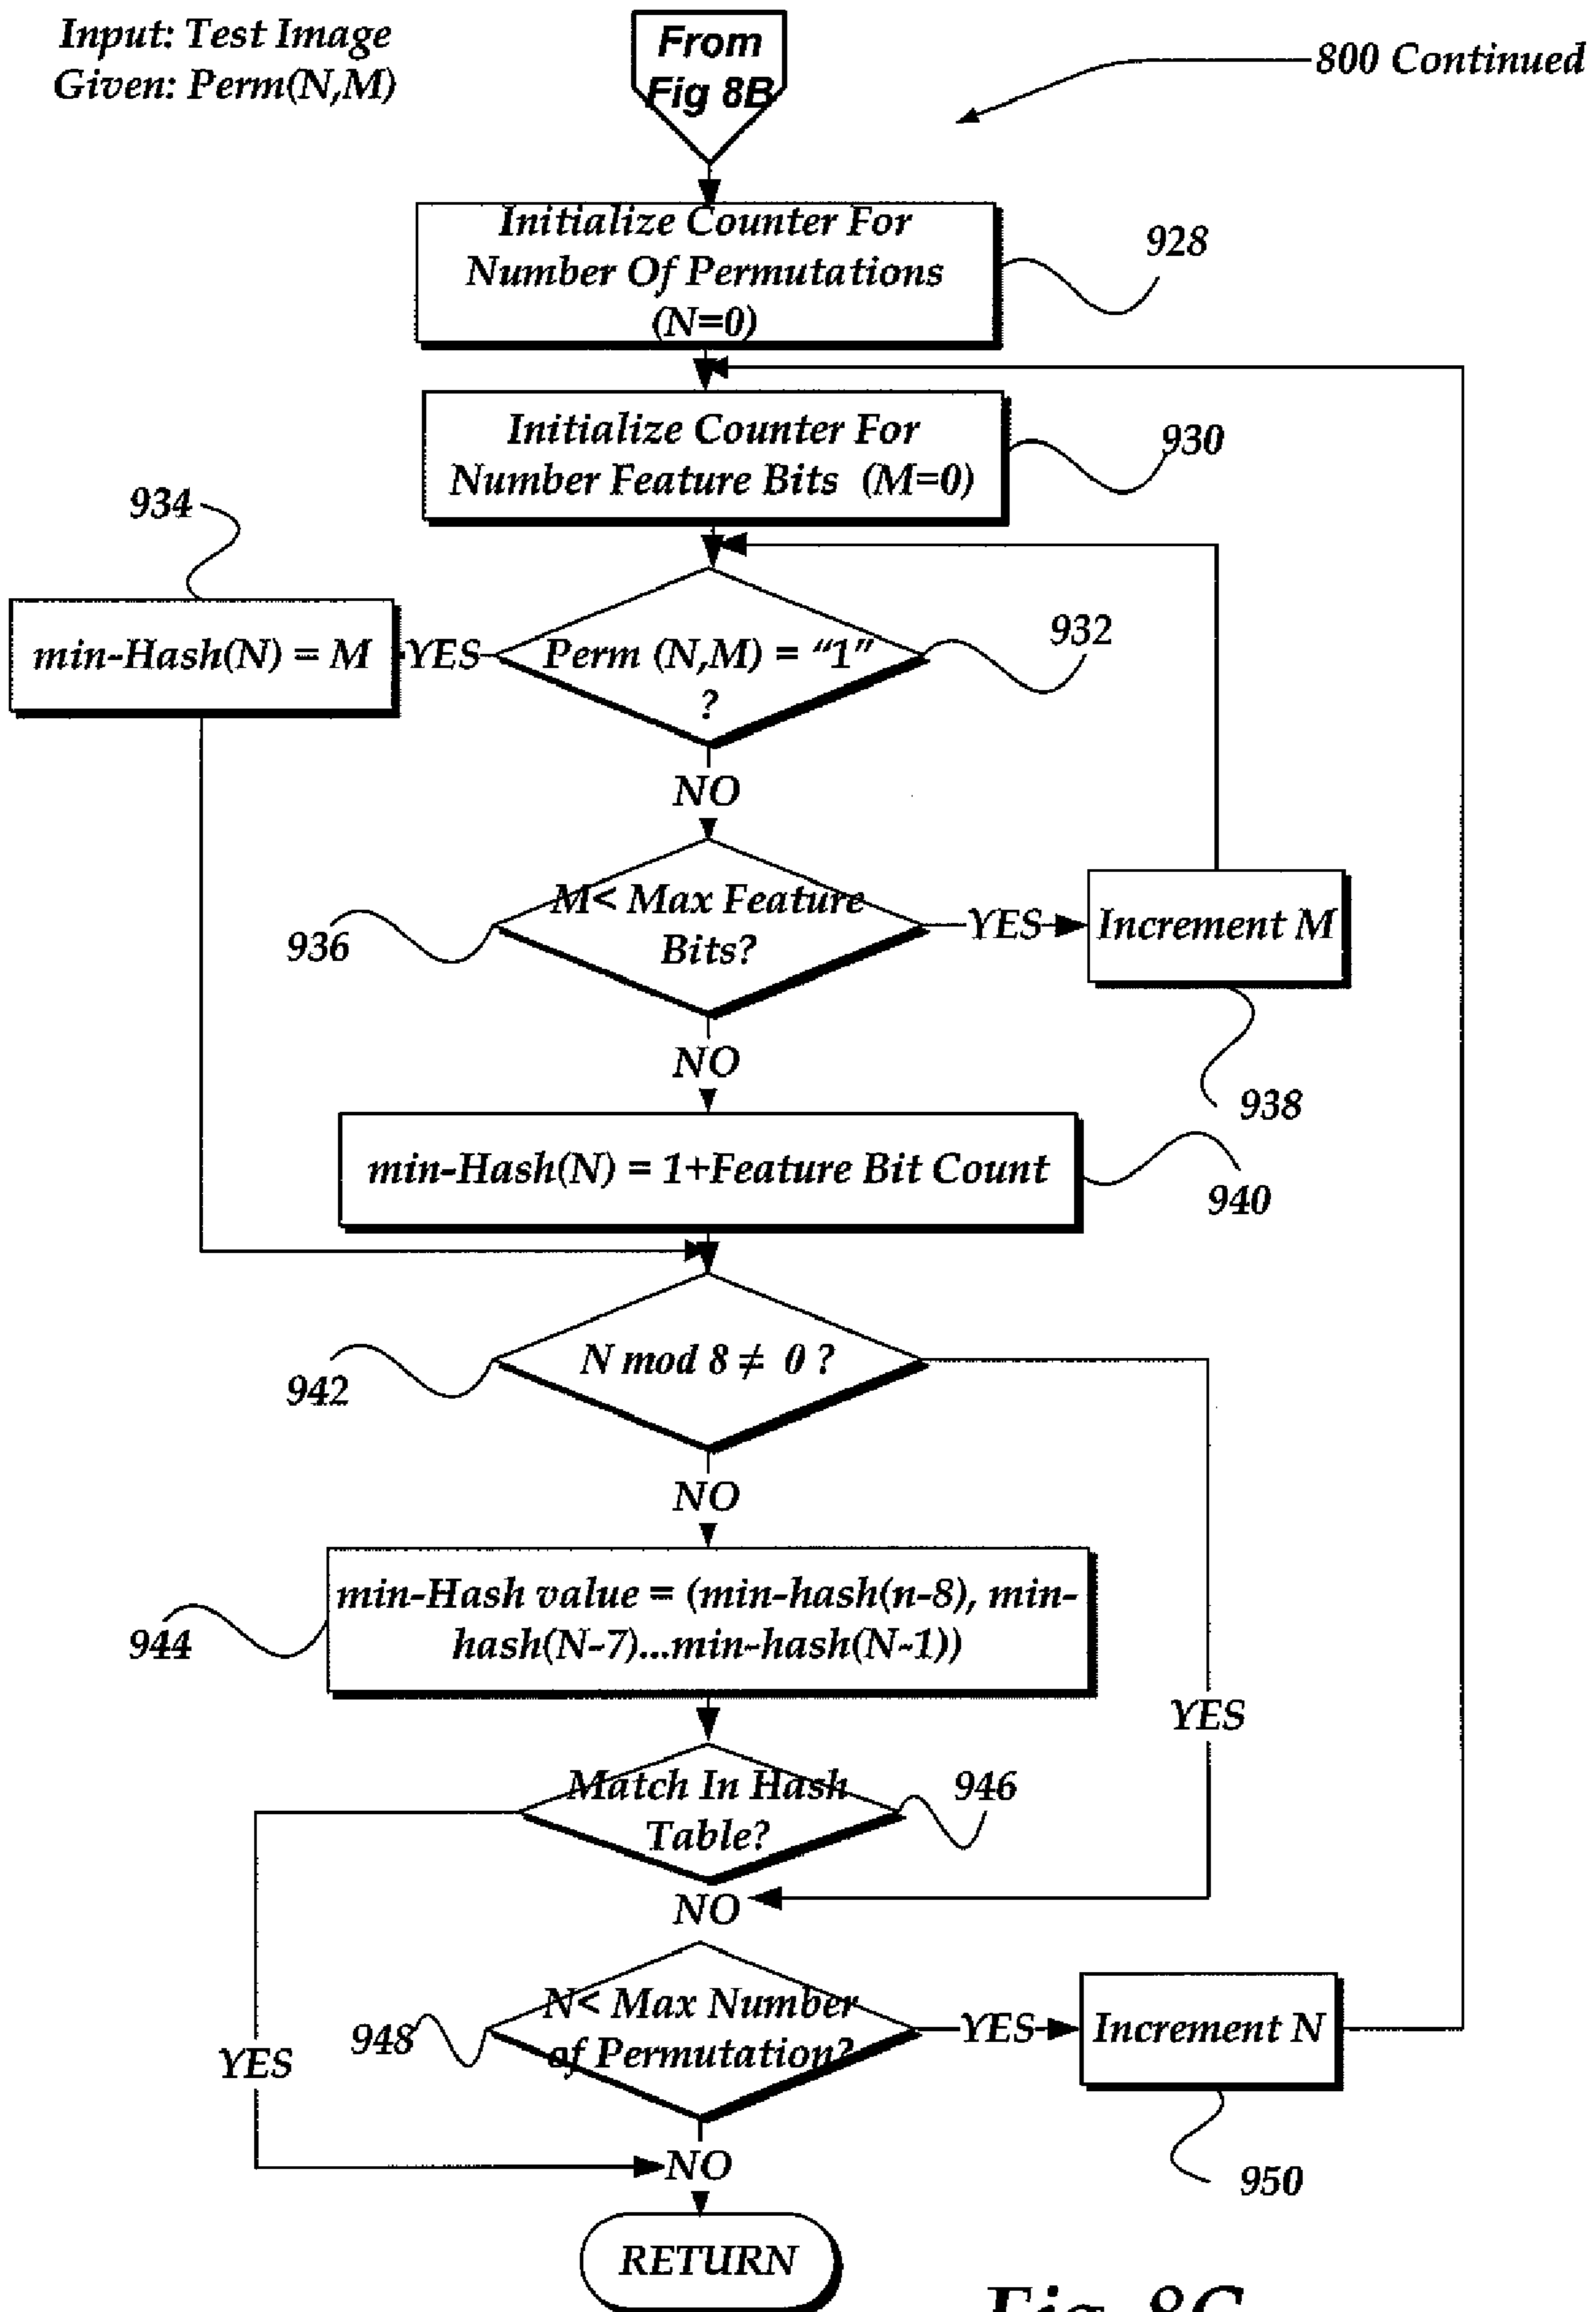 Input: Test Image
Given: Perm(N,M)
From
Fig 8B
800 Continued
Initialize Counter For
Number Of Permutations
(N=0)
928
Initialize Counter For
Number Feature Bits (M=0)
930
934
min-Hash(N) = M
YES
Perm (N,M) = “1”
?
932
NO
M< Max Feature
Bits?
936
YES
Increment M
938
NO
min-Hash(N) = 1+Feature Bit Count
940
N mod 8 ≠ 0 ?
942
NO
min-Hash value = (min-hash(n-8), min-
hash(N-7)...min-hash(N-1))
944
YES
Match In Hash
Table?
946
NO
N< Max Number
of Permutation?
948
YES
Increment N
950
YES
NO
RETURN
Fig. 8C